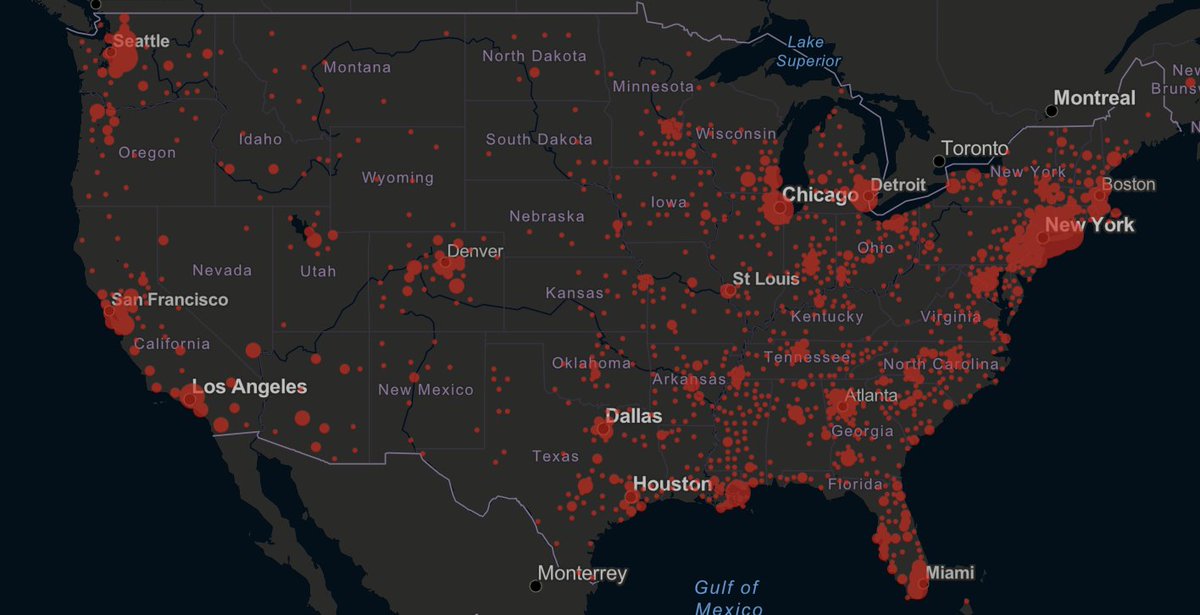 Seattle
Lake
Superior
North Dakota
Montana
Minnesota
New
Bruns
Montreal
N
Wisconsin
Idaho
South Dakota
Toronto
Oregon
Wyoming
New York
Boston
Detroit
Chicago
Iowa
Nebraska
New York
Ohio
Denver
Nevada
Utah
St Louis
Kansas
San Francisco
Kentucky
Virginia
California
Tennessee
Oklahoma
North Carolina
Arkansas
Los Angeles
New Mexico
Atlanta
Dallas
Georgia
Texas
Houston
Florida
Monterrey
Miami
Gulf of
Mexico